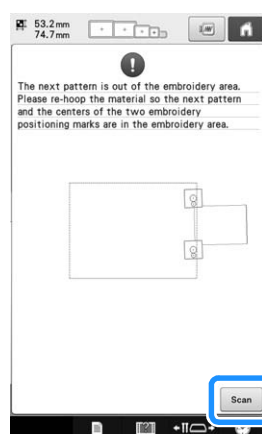 53.2mm
74.7mm
The next pattern is out of the embroidery area.
Please re-hoop the material so the next pattern
and the centers of the two embroidery
positioning marks are in the embroidery area.
Scan